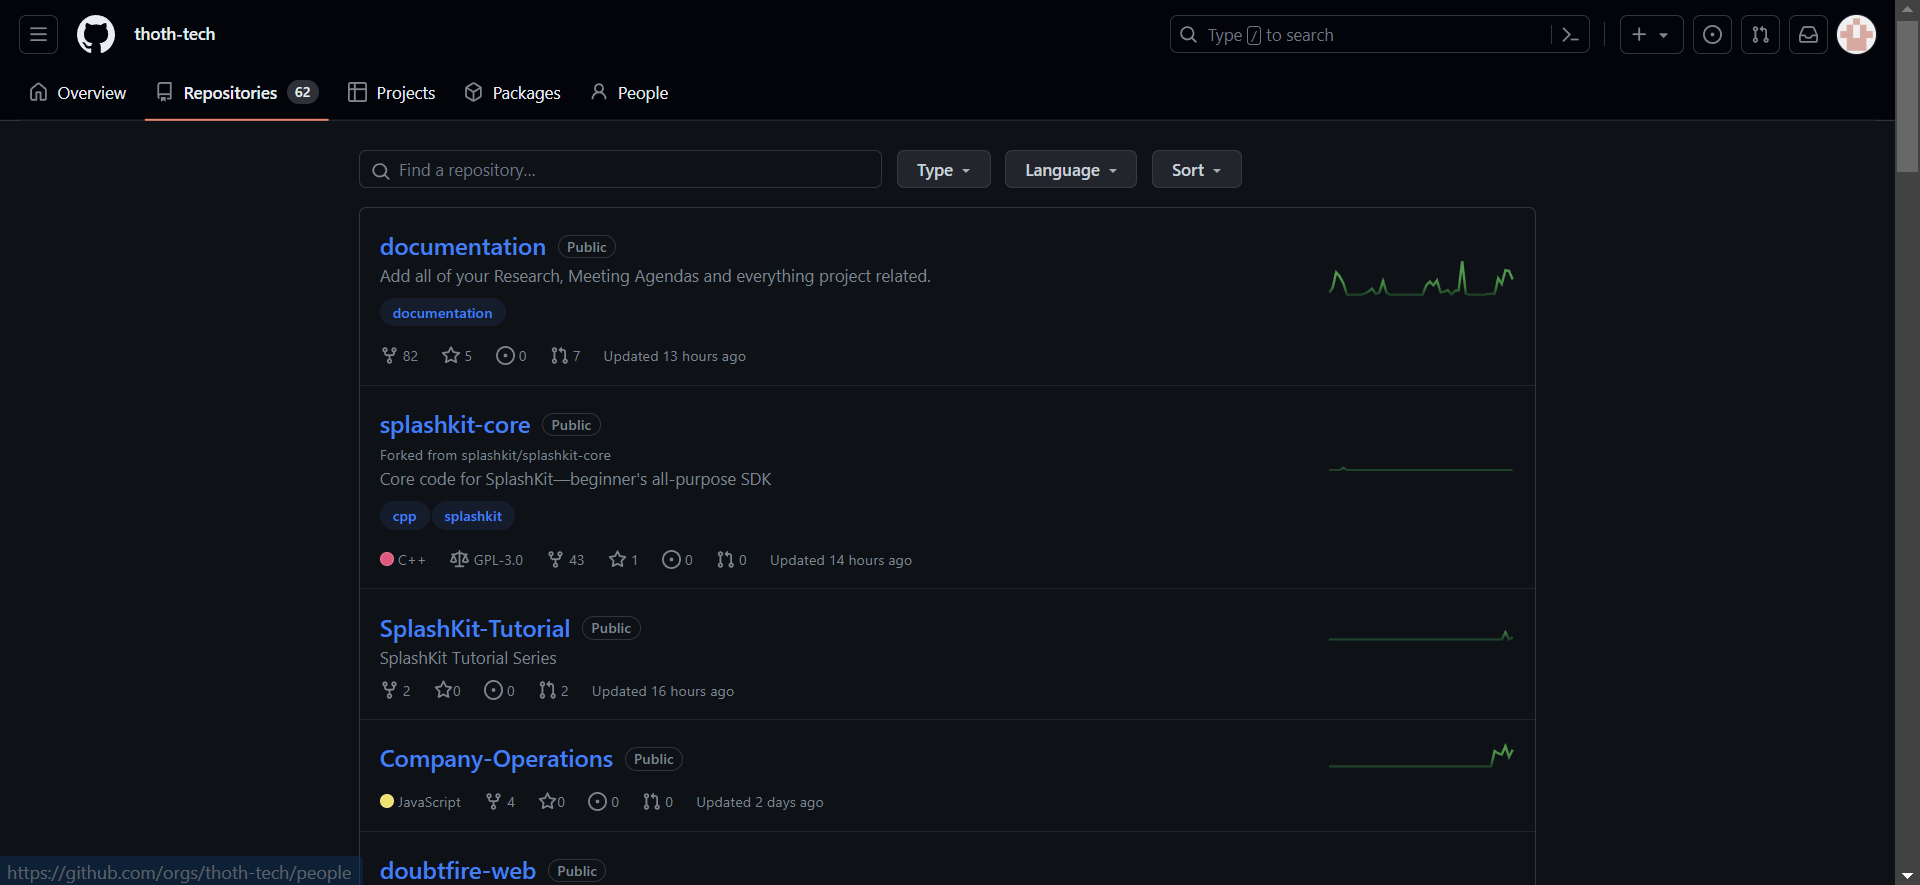 thoth-tech
Type / to search
Overview Repositories 62 Projects Packages People
Find a repository... Type Language Sort
documentation Public
Add all of your Research, Meeting Agendas and everything project related.
documentation
82 5 0 7 Updated 13 hours ago
splashkit-core Public
Forked from splashkit/splashkit-core
Core code for SplashKit—beginner's all-purpose SDK
cpp splashkit
C++ GPL-3.0 43 1 0 0 Updated 14 hours ago
SplashKit-Tutorial Public
SplashKit Tutorial Series
2 0 0 2 Updated 16 hours ago
Company-Operations Public
JavaScript 4 0 0 0 Updated 2 days ago
doubtfire-web Public
https://github.com/orgs/thoth-tech/people